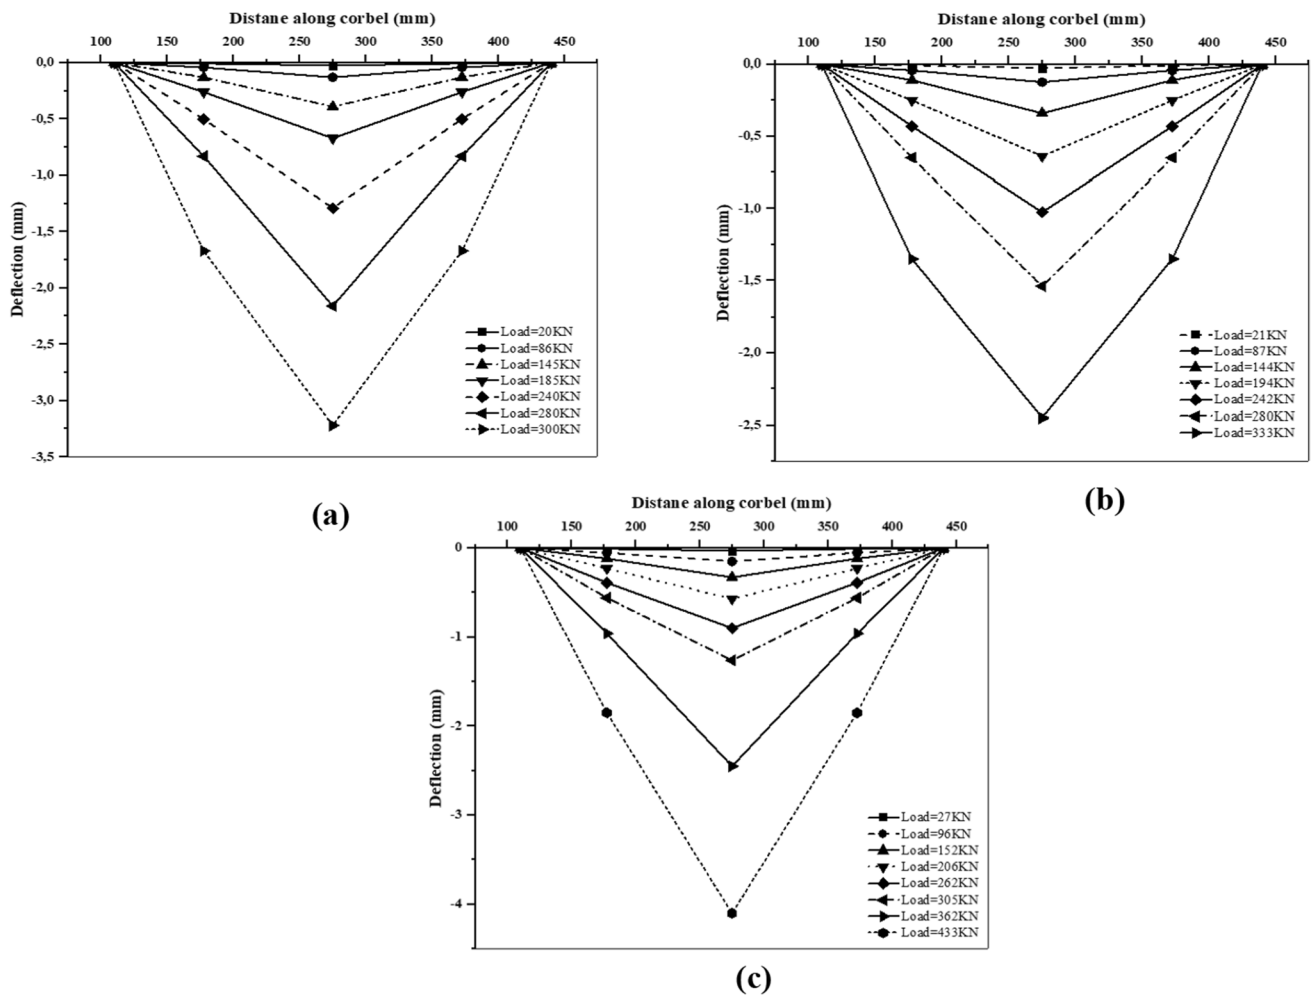 Distane along corbel (mm)
100 150 200 250 300 350 400 450
0,0
-0,5
-1,0
-1,5
-2,0
-2,5
-3,0
-3,5
Deflection (mm)
Load=20KN
Load=86KN
Load=145KN
Load=185KN
Load=240KN
Load=280KN
Load=300KN
(a)
Distane along corbel (mm)
100 150 200 250 300 350 400 450
0,0
-0,5
-1,0
-1,5
-2,0
-2,5
Deflection (mm)
Load=21KN
Load=87KN
Load=144KN
Load=194KN
Load=242KN
Load=280KN
Load=333KN
(b)
Distane along corbel (mm)
100 150 200 250 300 350 400 450
0
-1
-2
-3
-4
Deflection (mm)
Load=27KN
Load=96KN
Load=152KN
Load=206KN
Load=262KN
Load=305KN
Load=362KN
Load=433KN
(c)